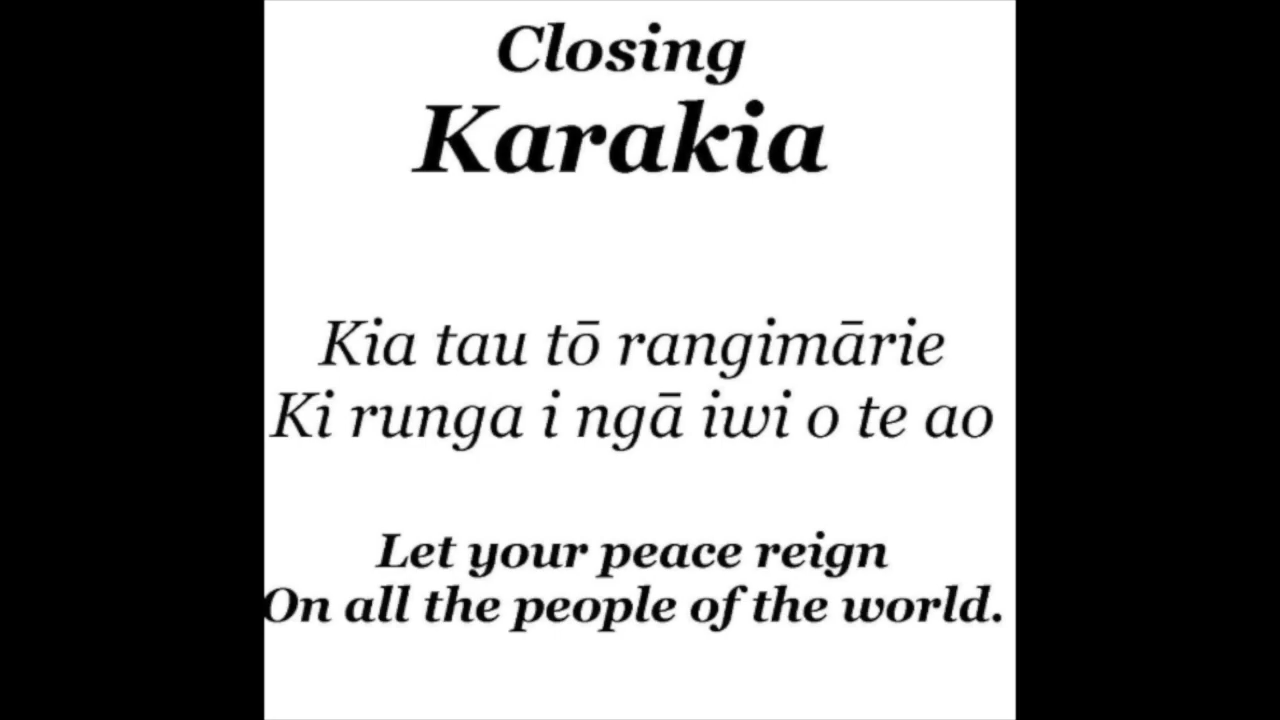 Closing
Karakia
Kia tau tō rangimārie
Ki runga i ngā iwi o te ao
Let your peace reign
On all the people of the world.